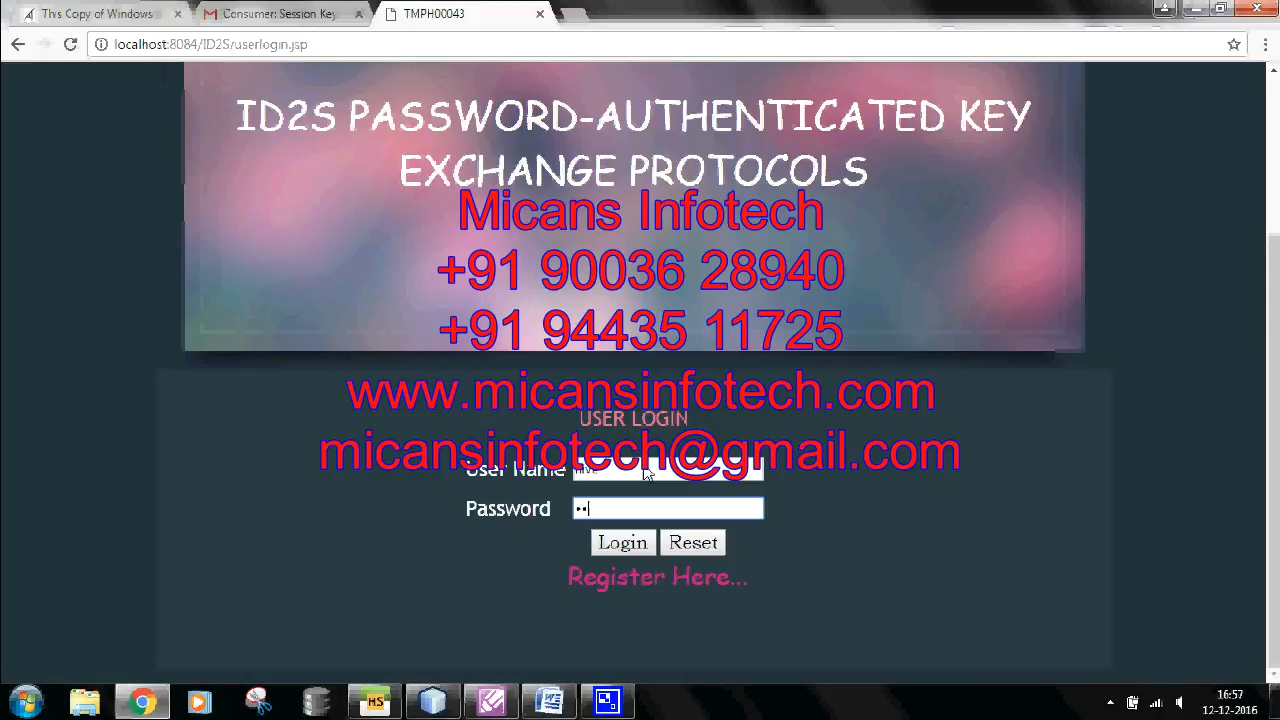 This Copy of Windows
Consumer: Session Key
TMPH00043
localhost:8084/ID2S/userlogin.jsp
ID2S PASSWORD-AUTHENTICATED KEY
EXCHANGE PROTOCOLS
Micans Infotech
+91 90036 28940
+91 94435 11725
www.micansinfotech.com
USER LOGIN
micansinfotech@gmail.com
User Name
Password ••
Login Reset
Register Here...
HS
16:57
12-12-2016